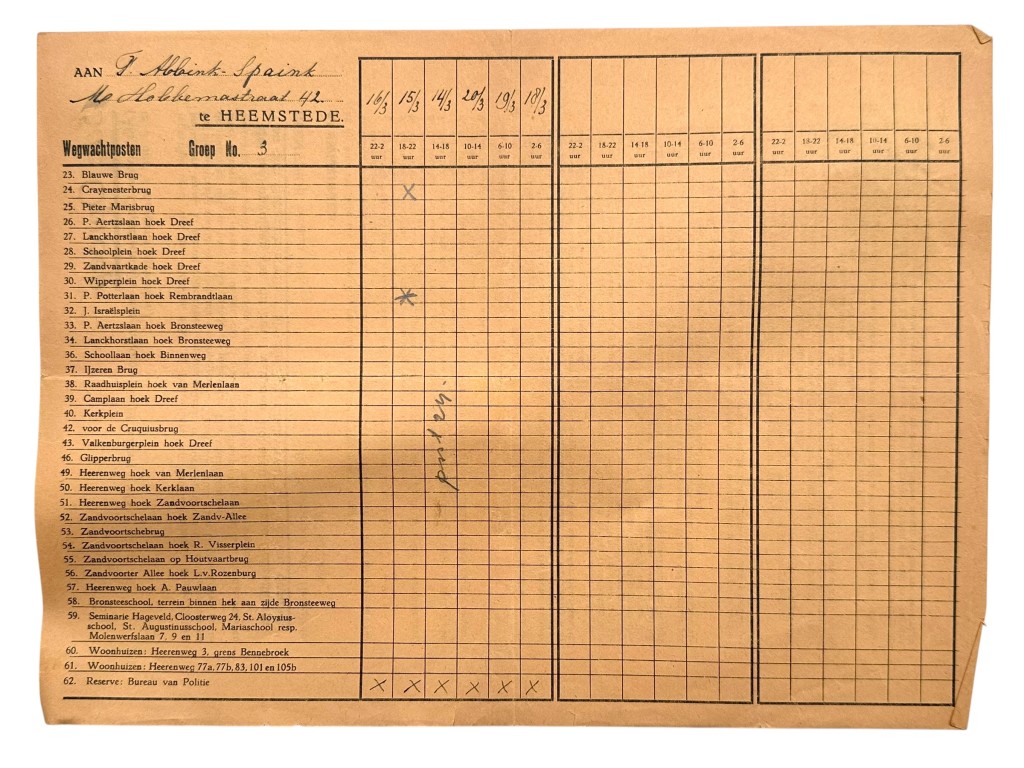 AAN F. Abbink-Spaink
Hobbemastraat 42.
te HEEMSTEDE.
Wegwachtposten Groep No. 3
16/3 15/3 14/3 20/3 19/3 18/3
22-2 uur 18-22 uur 14-18 uur 10-14 uur 6-10 uur 2-6 uur 22-2 uur 18-22 uur 14-18 uur 10-14 uur 6-10 uur 2-6 uur 22-2 uur 18-22 uur 14-18 uur 10-14 uur 6-10 uur 2-6 uur
23. Blauwe Brug
24. Crayenesterbrug X
25. Pieter Marisbrug
26. P. Aertzslaan hoek Dreef
27. Lanckhorstlaan hoek Dreef
28. Schoolplein hoek Dreef
29. Zandvaartkade hoek Dreef
30. Wipperplein hoek Dreef
31. P. Potterlaan hoek Rembrandtlaan
32. J. Israëlsplein
33. P. Aertzslaan hoek Bronsteeweg
34. Lanckhorstlaan hoek Bronsteeweg
36. Schoollaan hoek Binnenweg
37. IJzeren Brug
38. Raadhuisplein hoek van Merlenlaan
39. Camplaan hoek Dreef
40. Kerkplein
42. voor de Cruquiusbrug
43. Valkenburgerplein hoek Dreef
46. Glipperbrug
49. Heerenweg hoek van Merlenlaan
50. Heerenweg hoek Kerklaan
51. Heerenweg hoek Zandvoortschelaan
52. Zandvoortschelaan hoek Zandv-Allee
53. Zandvoortschebrug
54. Zandvoortschelaan hoek R. Visserplein
55. Zandvoortschelaan op Houtvaartbrug
56. Zandvoorter Allee hoek L.v.Rozenburg
57. Heerenweg hoek A. Pauwlaan
58. Bronsteeschool, terrein binnen hek aan zijde Bronsteeweg
59. Seminarie Hageveld, Cloosterweg 24, St. Aloysius-
school, St. Augustinusschool, Mariaschool resp.
Molenwerfslaan 7. 9 en 11
60. Woonhuizen: Heerenweg 3, grens Bennebroek
61. Woonhuizen: Heerenweg 77a, 77b, 83, 101 en 105b
62. Reserve: Bureau van Politie X X X X X X